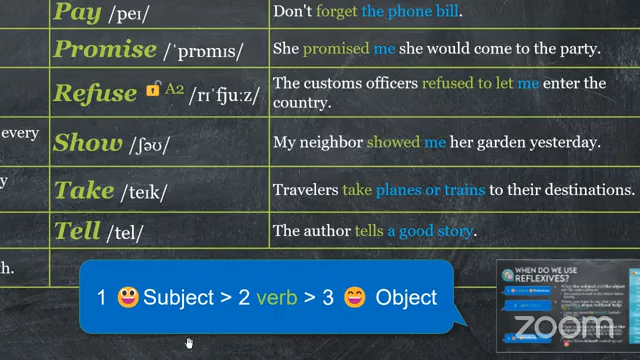 Pay /peɪ/
Don't forget the phone bill.
Promise /ˈprɒmɪs/
She promised me she would come to the party.
Refuse A2 /rɪˈfjuːz/
The customs officers refused to let me enter the
country.
every
Show /ʃəʊ/
My neighbor showed me her garden yesterday.
y
Take /teɪk/
Travelers take planes or trains to their destinations.
Tell /tel/
The author tells a good story.
th.
1 Subject > 2 verb > 3 Object
WHEN DO WE USE
REFLEXIVES?
zoom